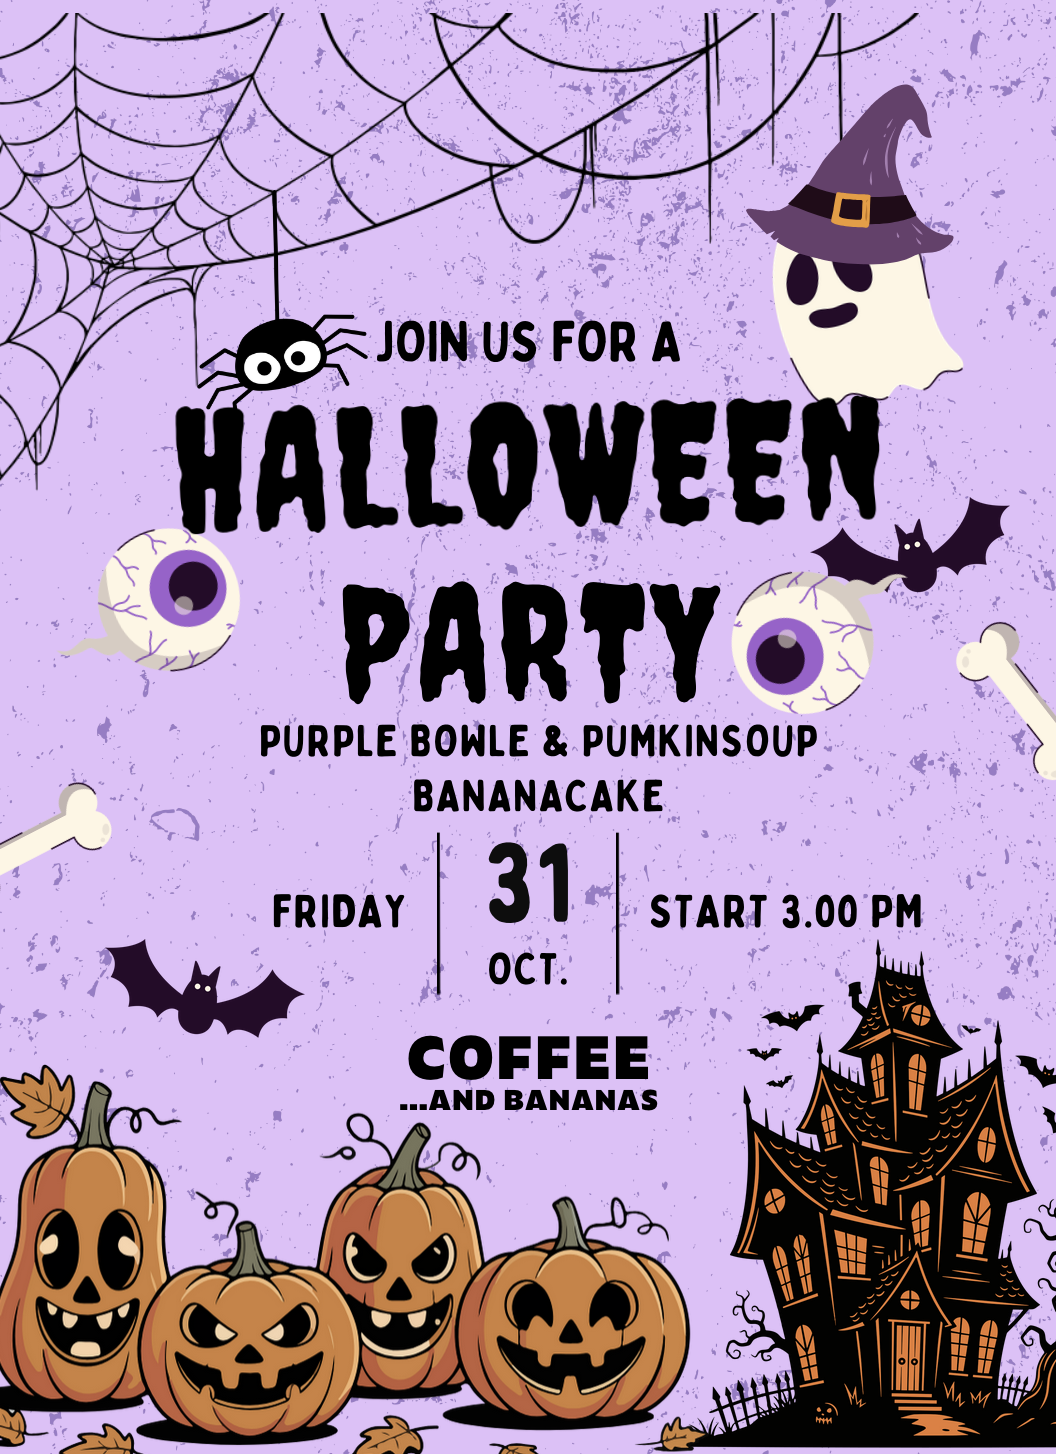 JOIN US FOR A
HALLOWEEN
PARTY
PURPLE BOWLE & PUMKINSOUP
BANANACAKE
FRIDAY
31
OCT.
START 3.00 PM
COFFEE
...AND BANANAS